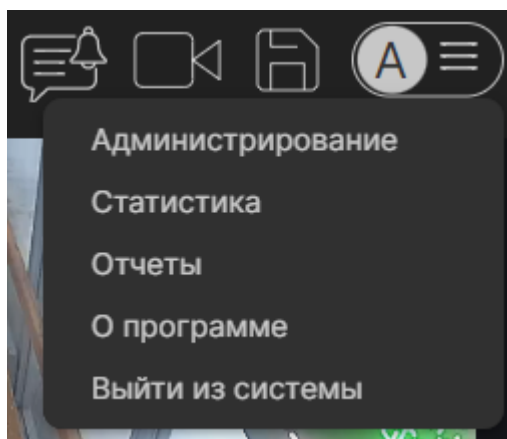 А
Администрирование
Статистика
Отчеты
О программе
Выйти из системы